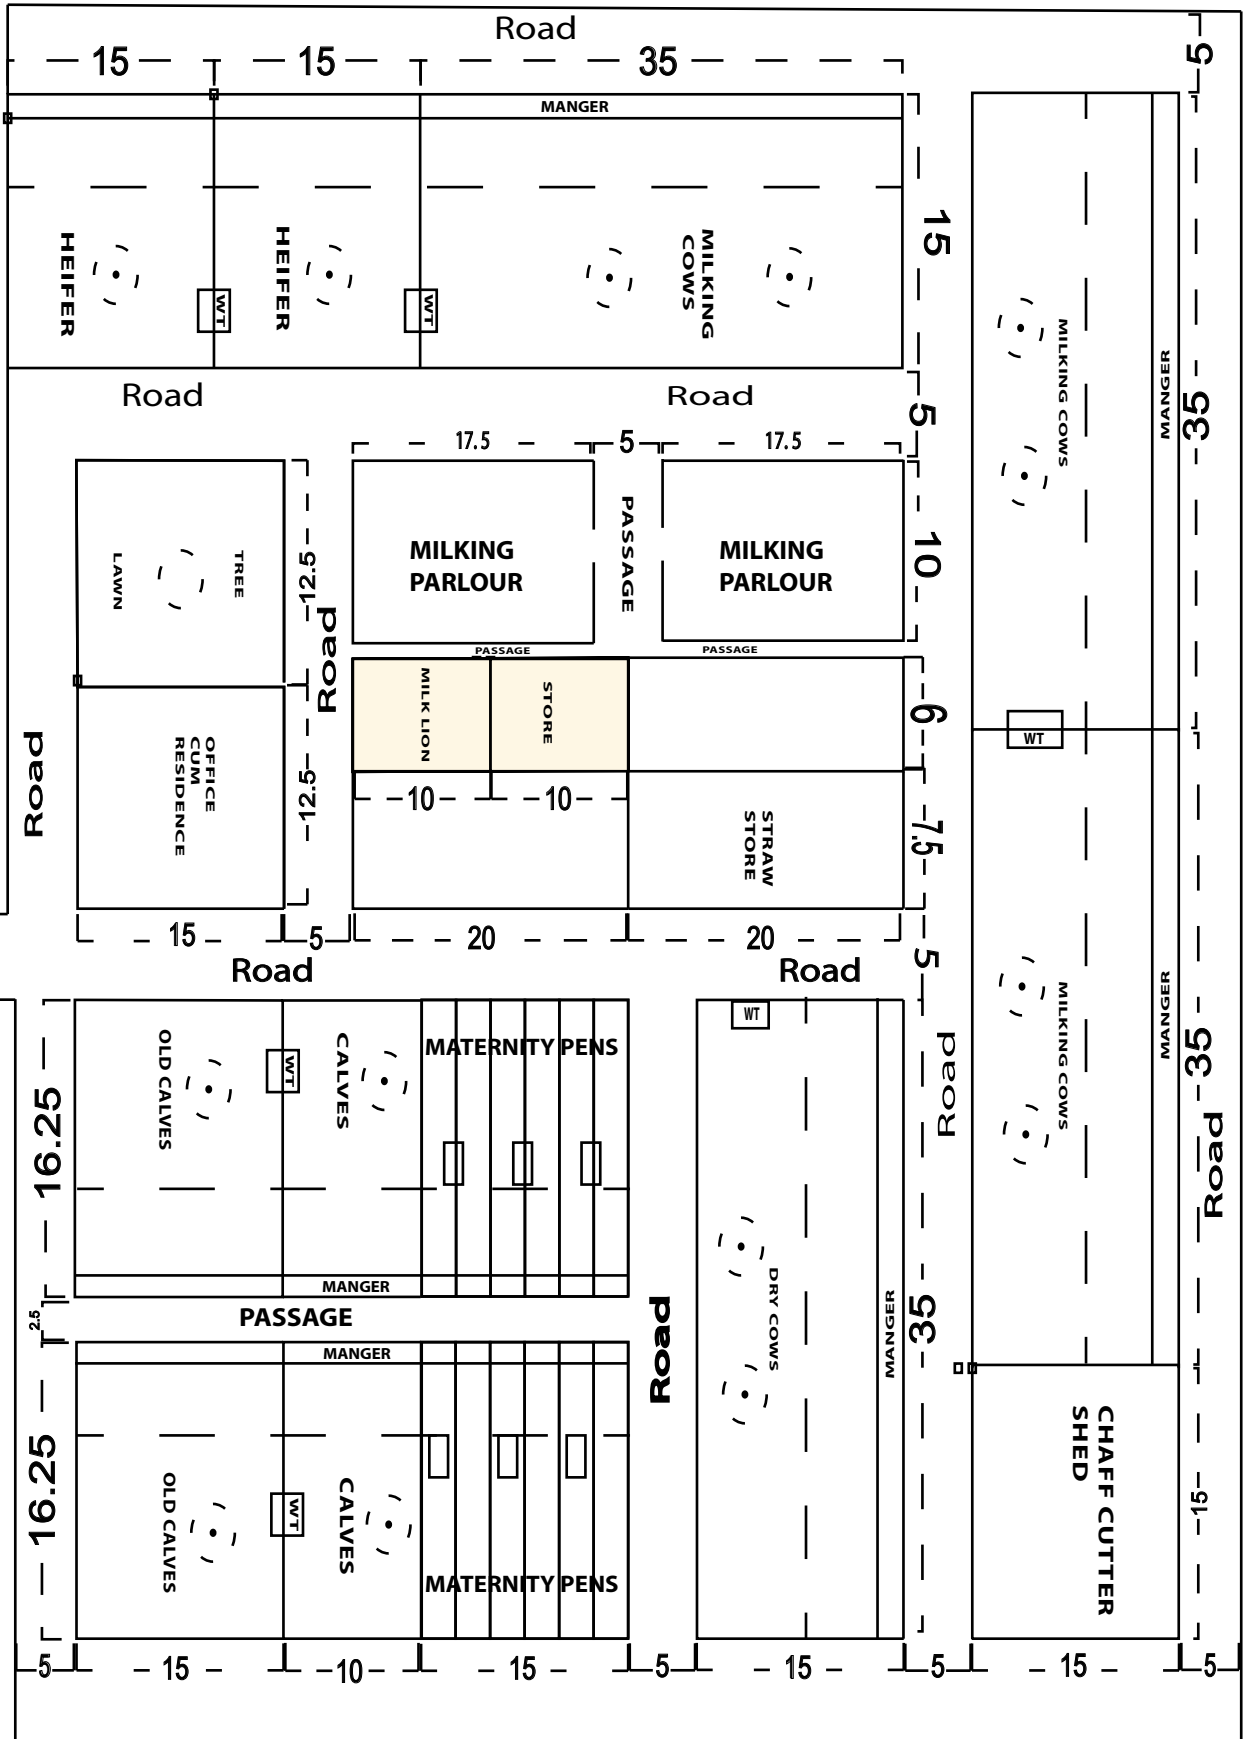 Road
5
15
15
35
MANGER
HEIFER
WT
HEIFER
WT
MILKING
COWS
15
MILKING COWS
MANGER
35
Road
Road
5
17.5
5
17.5
LAWN
TREE
12.5
MILKING
PARLOUR
PASSAGE
MILKING
PARLOUR
10
Road
PASSAGE
PASSAGE
MILK LION
STORE
6
WT
Road
OFFICE
CUM
RESIDENCE
12.5
10
10
STRAW
STORE
7.5
15
5
20
20
5
Road
Road
MILKING COWS
MANGER
35
Road
Road
16.25
OLD CALVES
WT
CALVES
MATERNITY PENS
WT
MANGER
2.5
PASSAGE
Road
DRY COWS
MANGER
35
MANGER
16.25
OLD CALVES
WT
CALVES
MATERNITY PENS
CHAFF CUTTER
SHED
15
5
15
10
15
5
15
5
15
5